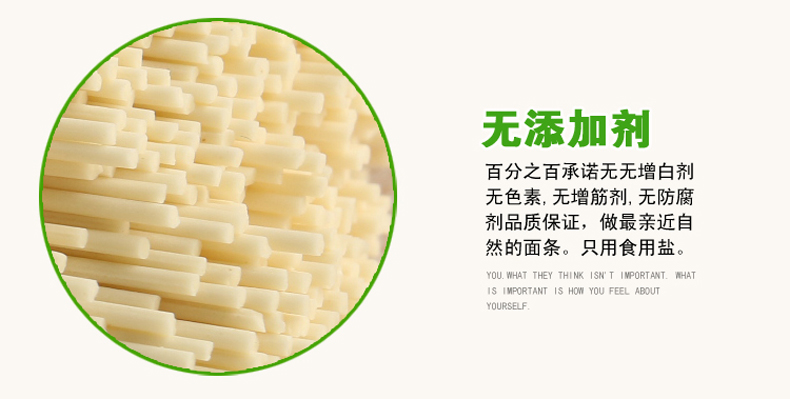 无添加剂
百分之百承诺无无增白剂
无色素,无增筋剂,无防腐
剂品质保证，做最亲近自
然的面条。只用食用盐。
YOU.WHAT THEY THINK ISN'T IMPORTANT. WHAT
IS IMPORTANT IS HOW YOU FEEL ABOUT
YOURSELF.